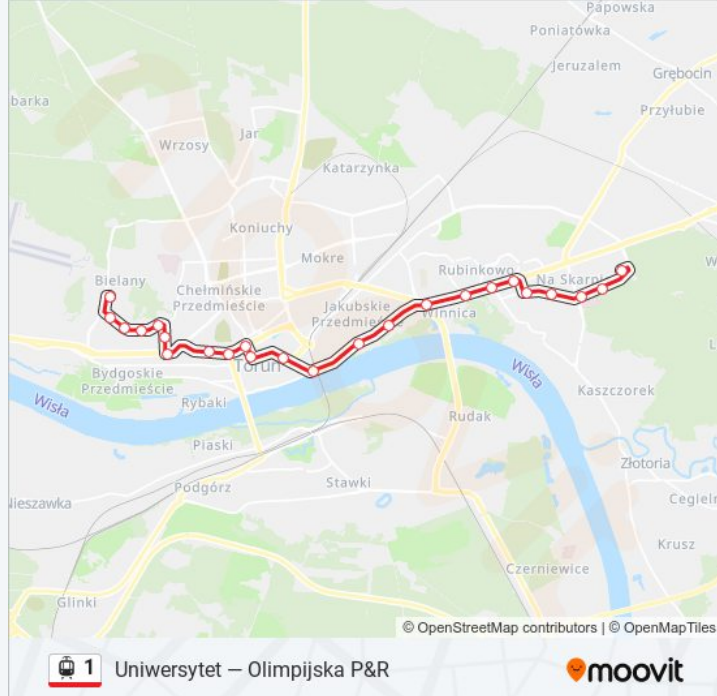 Papowska
Poniatówka
Jeruzalem
Grębocin
barka
Przyłubie
Jar
Wrzosy
Katarzynka
Koniuchy
Mokre
Rubinkowo
Bielany
Na Skarpi
Chełmińskie
Przedmieście
Jakubskie
Przedmieście
Winnica
Toruń
Bydgoskie
Przedmieście
Wisła
Kaszczorek
Wisła
Rybaki
Rudak
Piaski
Złotoria
Stawki
Podgórz
Nieszawka
Cegieln
Krusz
Czerniewice
Glinki
© OpenStreetMap contributors | © OpenMapTiles
1 Uniwersytet — Olimpijska P&R
moovit